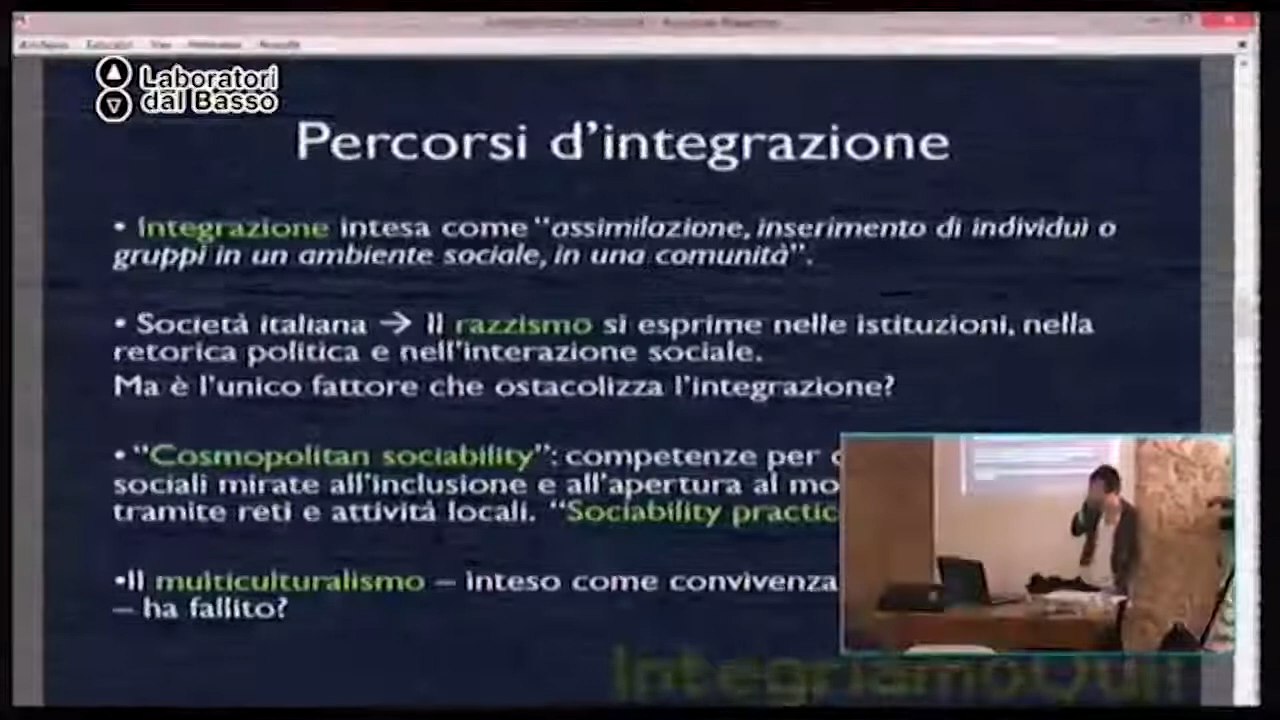 Laboratori
dal Basso
Percorsi d'integrazione
• Integrazione intesa come "assimilazione, inserimento di individui o
gruppi in un ambiente sociale, in una comunità".
• Società italiana → Il razzismo si esprime nelle istituzioni, nella
retorica politica e nell'interazione sociale.
Ma è l'unico fattore che ostacolizza l'integrazione?
• "Cosmopolitan sociability": competenze per
sociali mirate all'inclusione e all'apertura al mo
tramite reti e attività locali. "Sociability practic
•Il multiculturalismo – inteso come convivenza
– ha fallito?
IntegriamoQui!